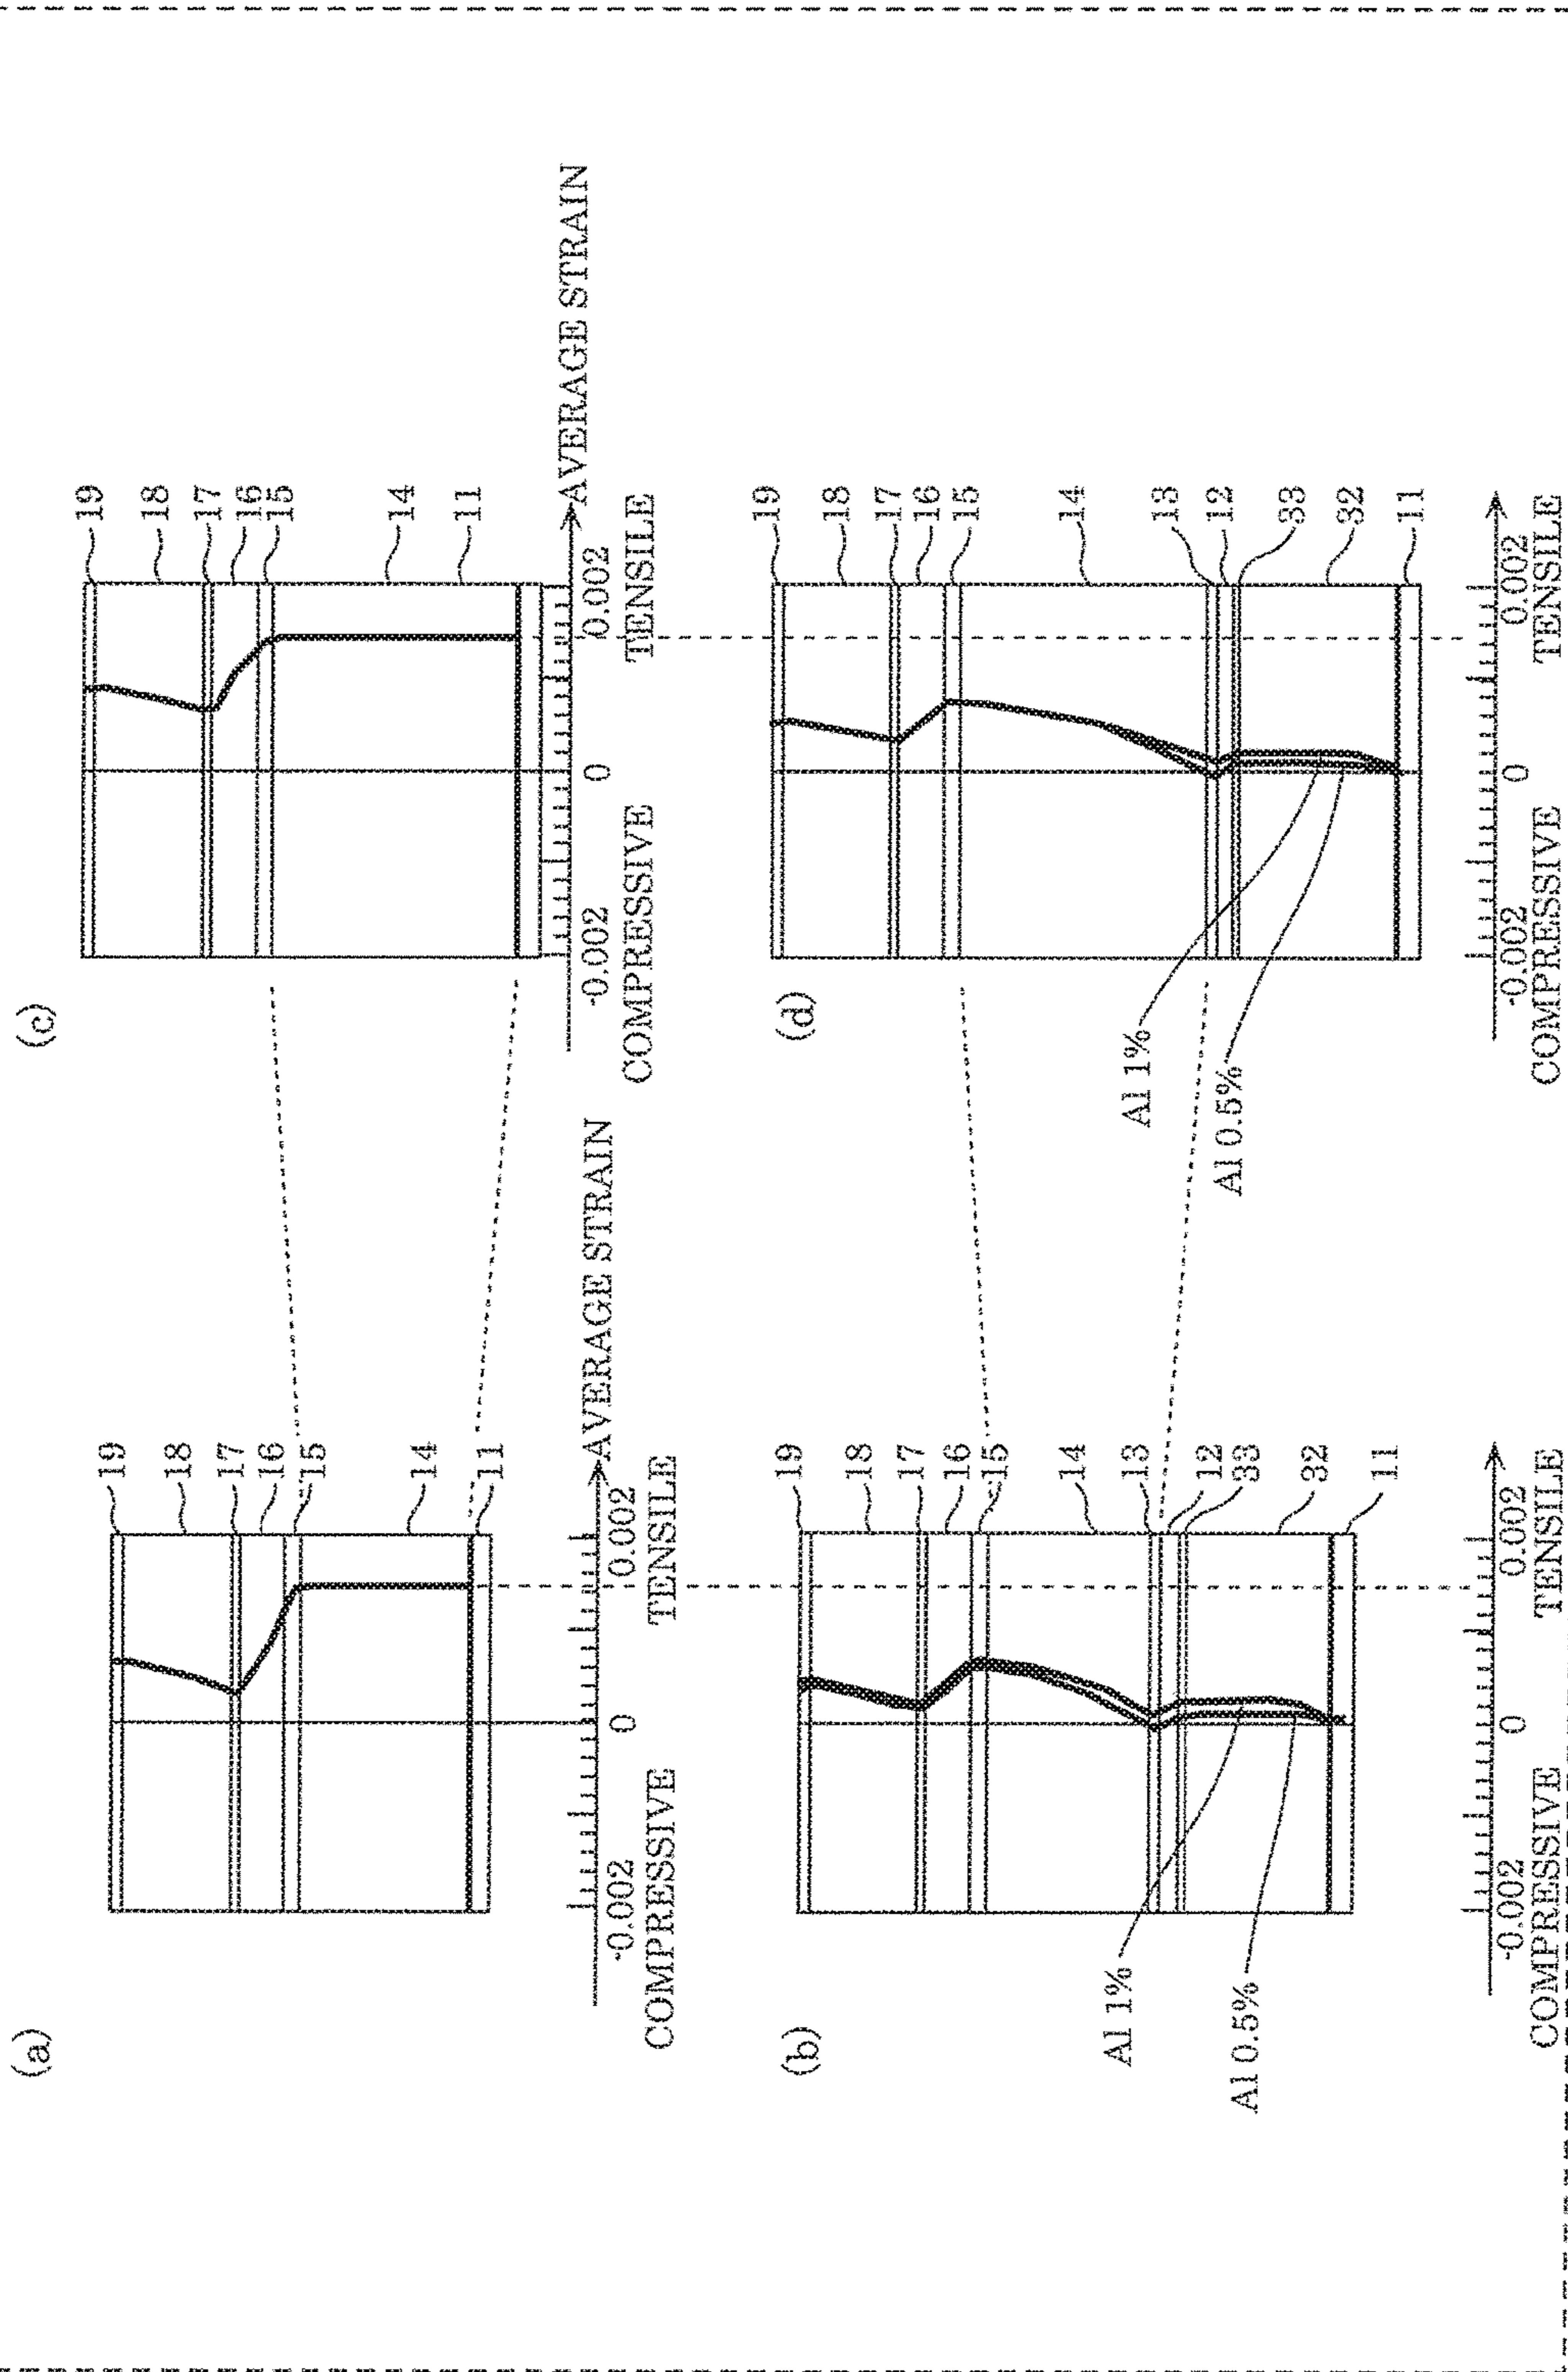 (a)
19
18
17
16
15
14
11
AVERAGE STRAIN
-0.002
0
0.002
COMPRESSIVE
TENSILE
(b)
19
18
17
16
15
14
13
12
33
32
11
Al 1%
Al 0.5%
-0.002
0
0.002
COMPRESSIVE
TENSILE
(c)
19
18
17
16
15
14
11
AVERAGE STRAIN
-0.002
0
0.002
COMPRESSIVE
TENSILE
(d)
19
18
17
16
15
14
13
12
33
32
11
Al 1%
Al 0.5%
-0.002
0
0.002
COMPRESSIVE
TENSILE